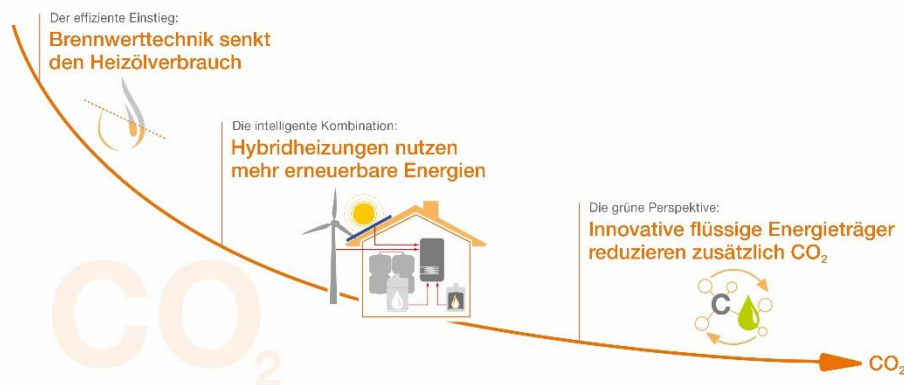 Der effiziente Einstieg:
Brennwerttechnik senkt
den Heizölverbrauch
Die intelligente Kombination:
Hybridheizungen nutzen
mehr erneuerbare Energien
Die grüne Perspektive:
Innovative flüssige Energieträger
reduzieren zusätzlich CO₂
C
CO₂
CO₂